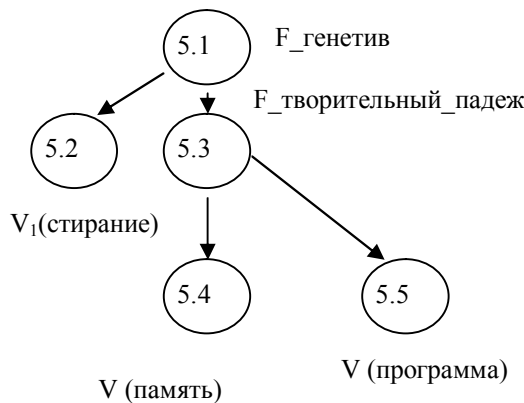 5.1
F_генетив
F_творительный_падеж
5.2
5.3
V₁(стирание)
5.4
5.5
V (программа)
V (память)